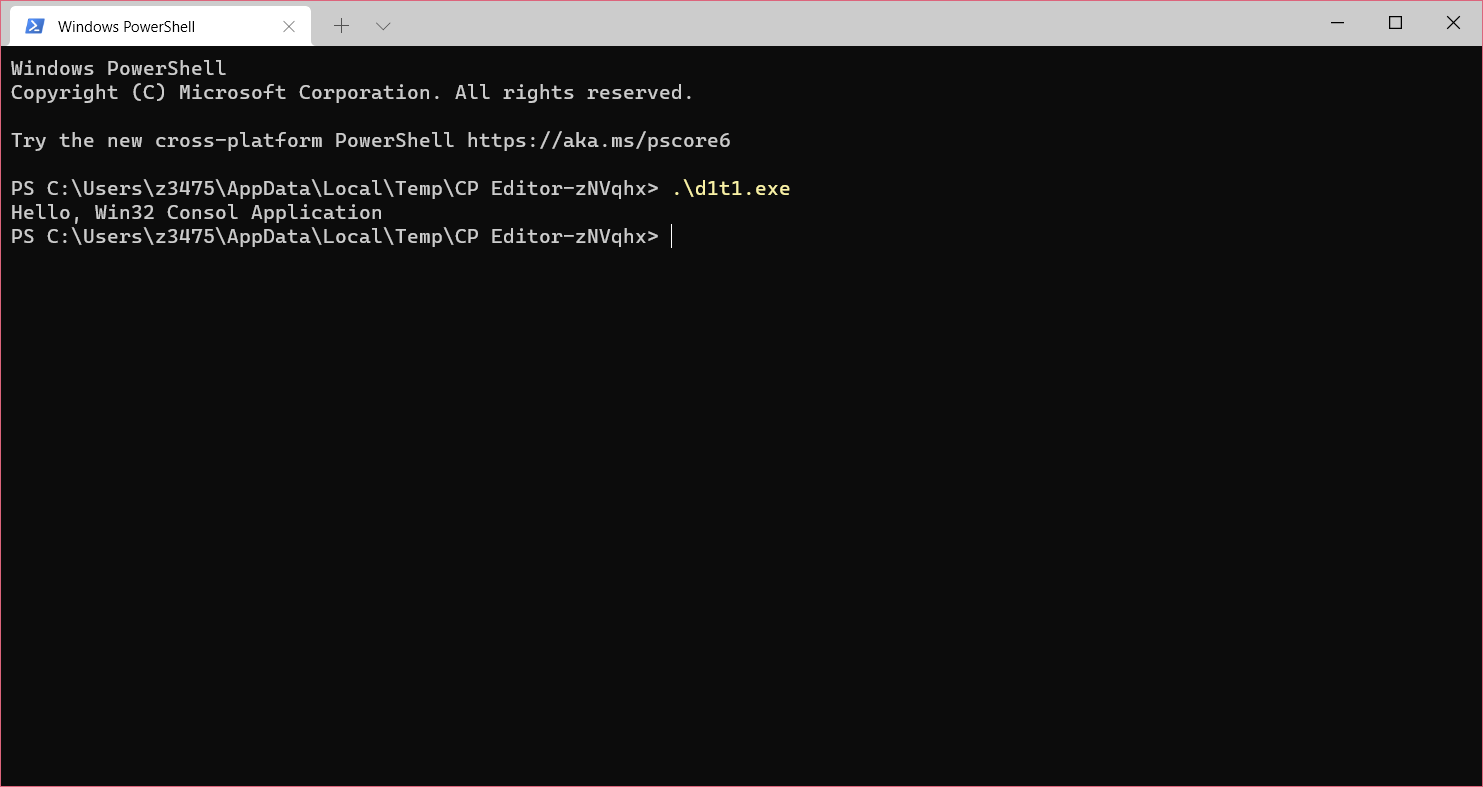 Windows PowerShell
Windows PowerShell
Copyright (C) Microsoft Corporation. All rights reserved.
Try the new cross-platform PowerShell https://aka.ms/pscore6
PS C:\Users\z3475\AppData\Local\Temp\CP Editor-zNVqhx> .\d1t1.exe
Hello, Win32 Consol Application
PS C:\Users\z3475\AppData\Local\Temp\CP Editor-zNVqhx>